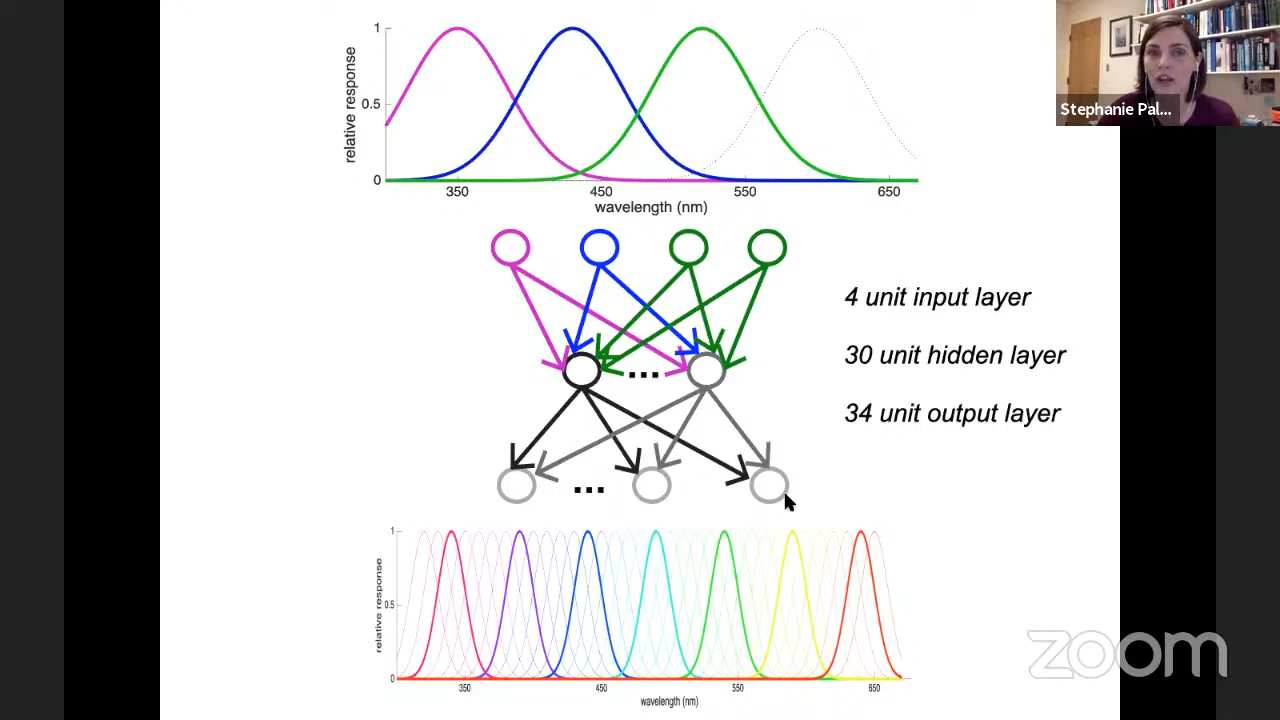 1
0.5
0
relative response
350
450
550
650
wavelength (nm)
Stephanie Pal...
4 unit input layer
30 unit hidden layer
34 unit output layer
...
...
1
0.5
0
relative response
350
450
550
650
wavelength (nm)
zoom